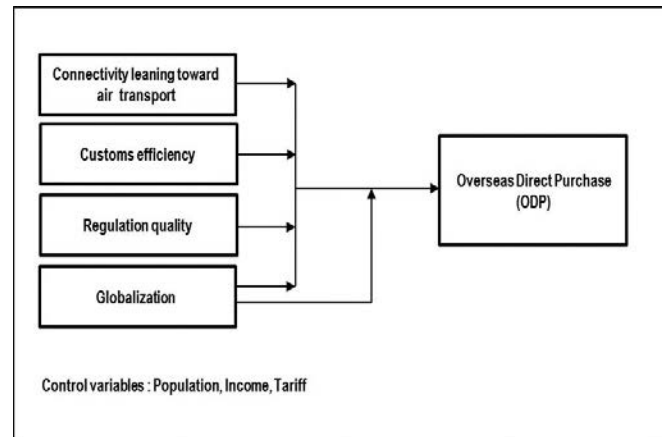 Connectivity leaning toward
air transport
Customs efficiency
Regulation quality
Globalization
Overseas Direct Purchase
(ODP)
Control variables : Population, Income, Tariff